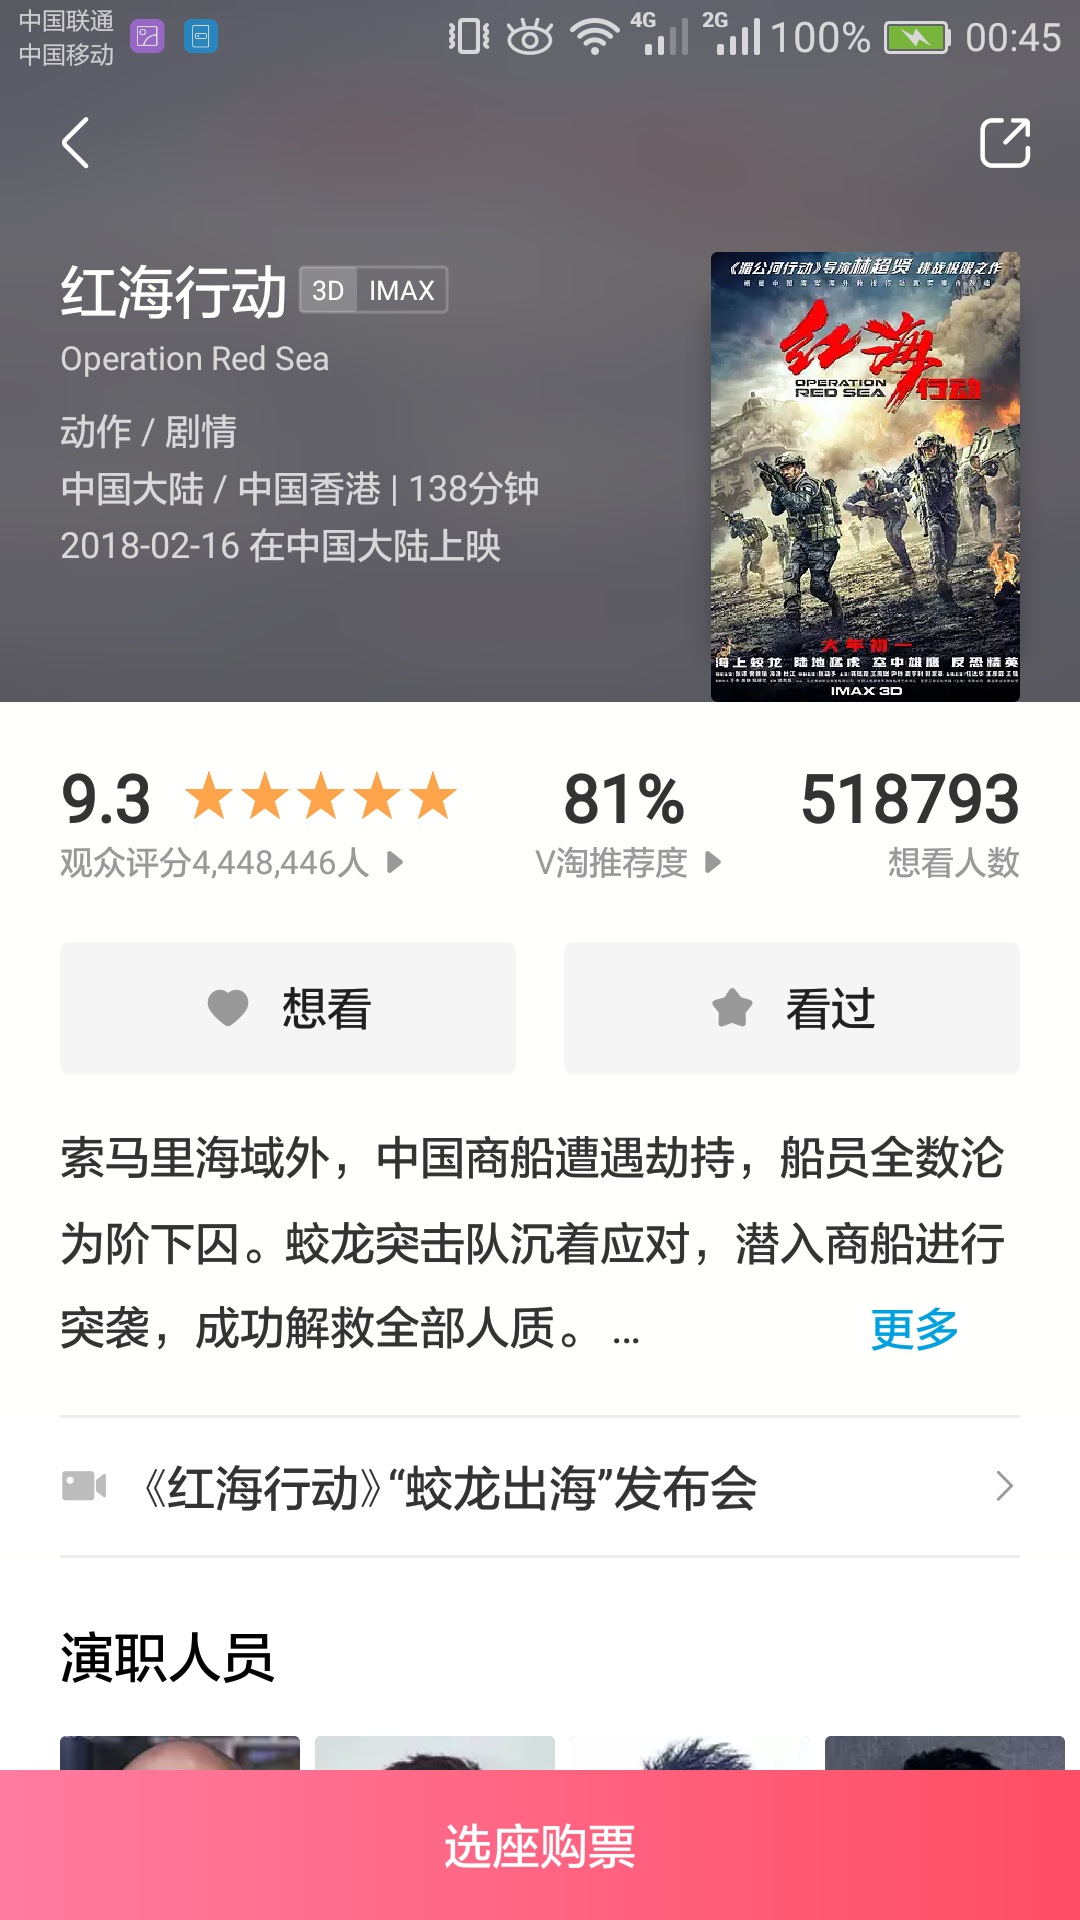 中国联通
中国移动
4G
2G
100%
00:45
红海行动
3D
IMAX
Operation Red Sea
动作 / 剧情
中国大陆 / 中国香港 | 138分钟
2018-02-16 在中国大陆上映
《湄公河行动》导演林超贤 挑战极限之作
红海行动
OPERATION
RED SEA
大年初一
海上蛟龙 陆地猛虎 空中雄鹰 反恐精英
IMAX 3D
9.3
81%
518793
观众评分4,448,446人
V淘推荐度
想看人数
想看
看过
索马里海域外，中国商船遭遇劫持，船员全数沦
为阶下囚。蛟龙突击队沉着应对，潜入商船进行
突袭，成功解救全部人质。 ...
更多
《红海行动》“蛟龙出海”发布会
演职人员
选座购票